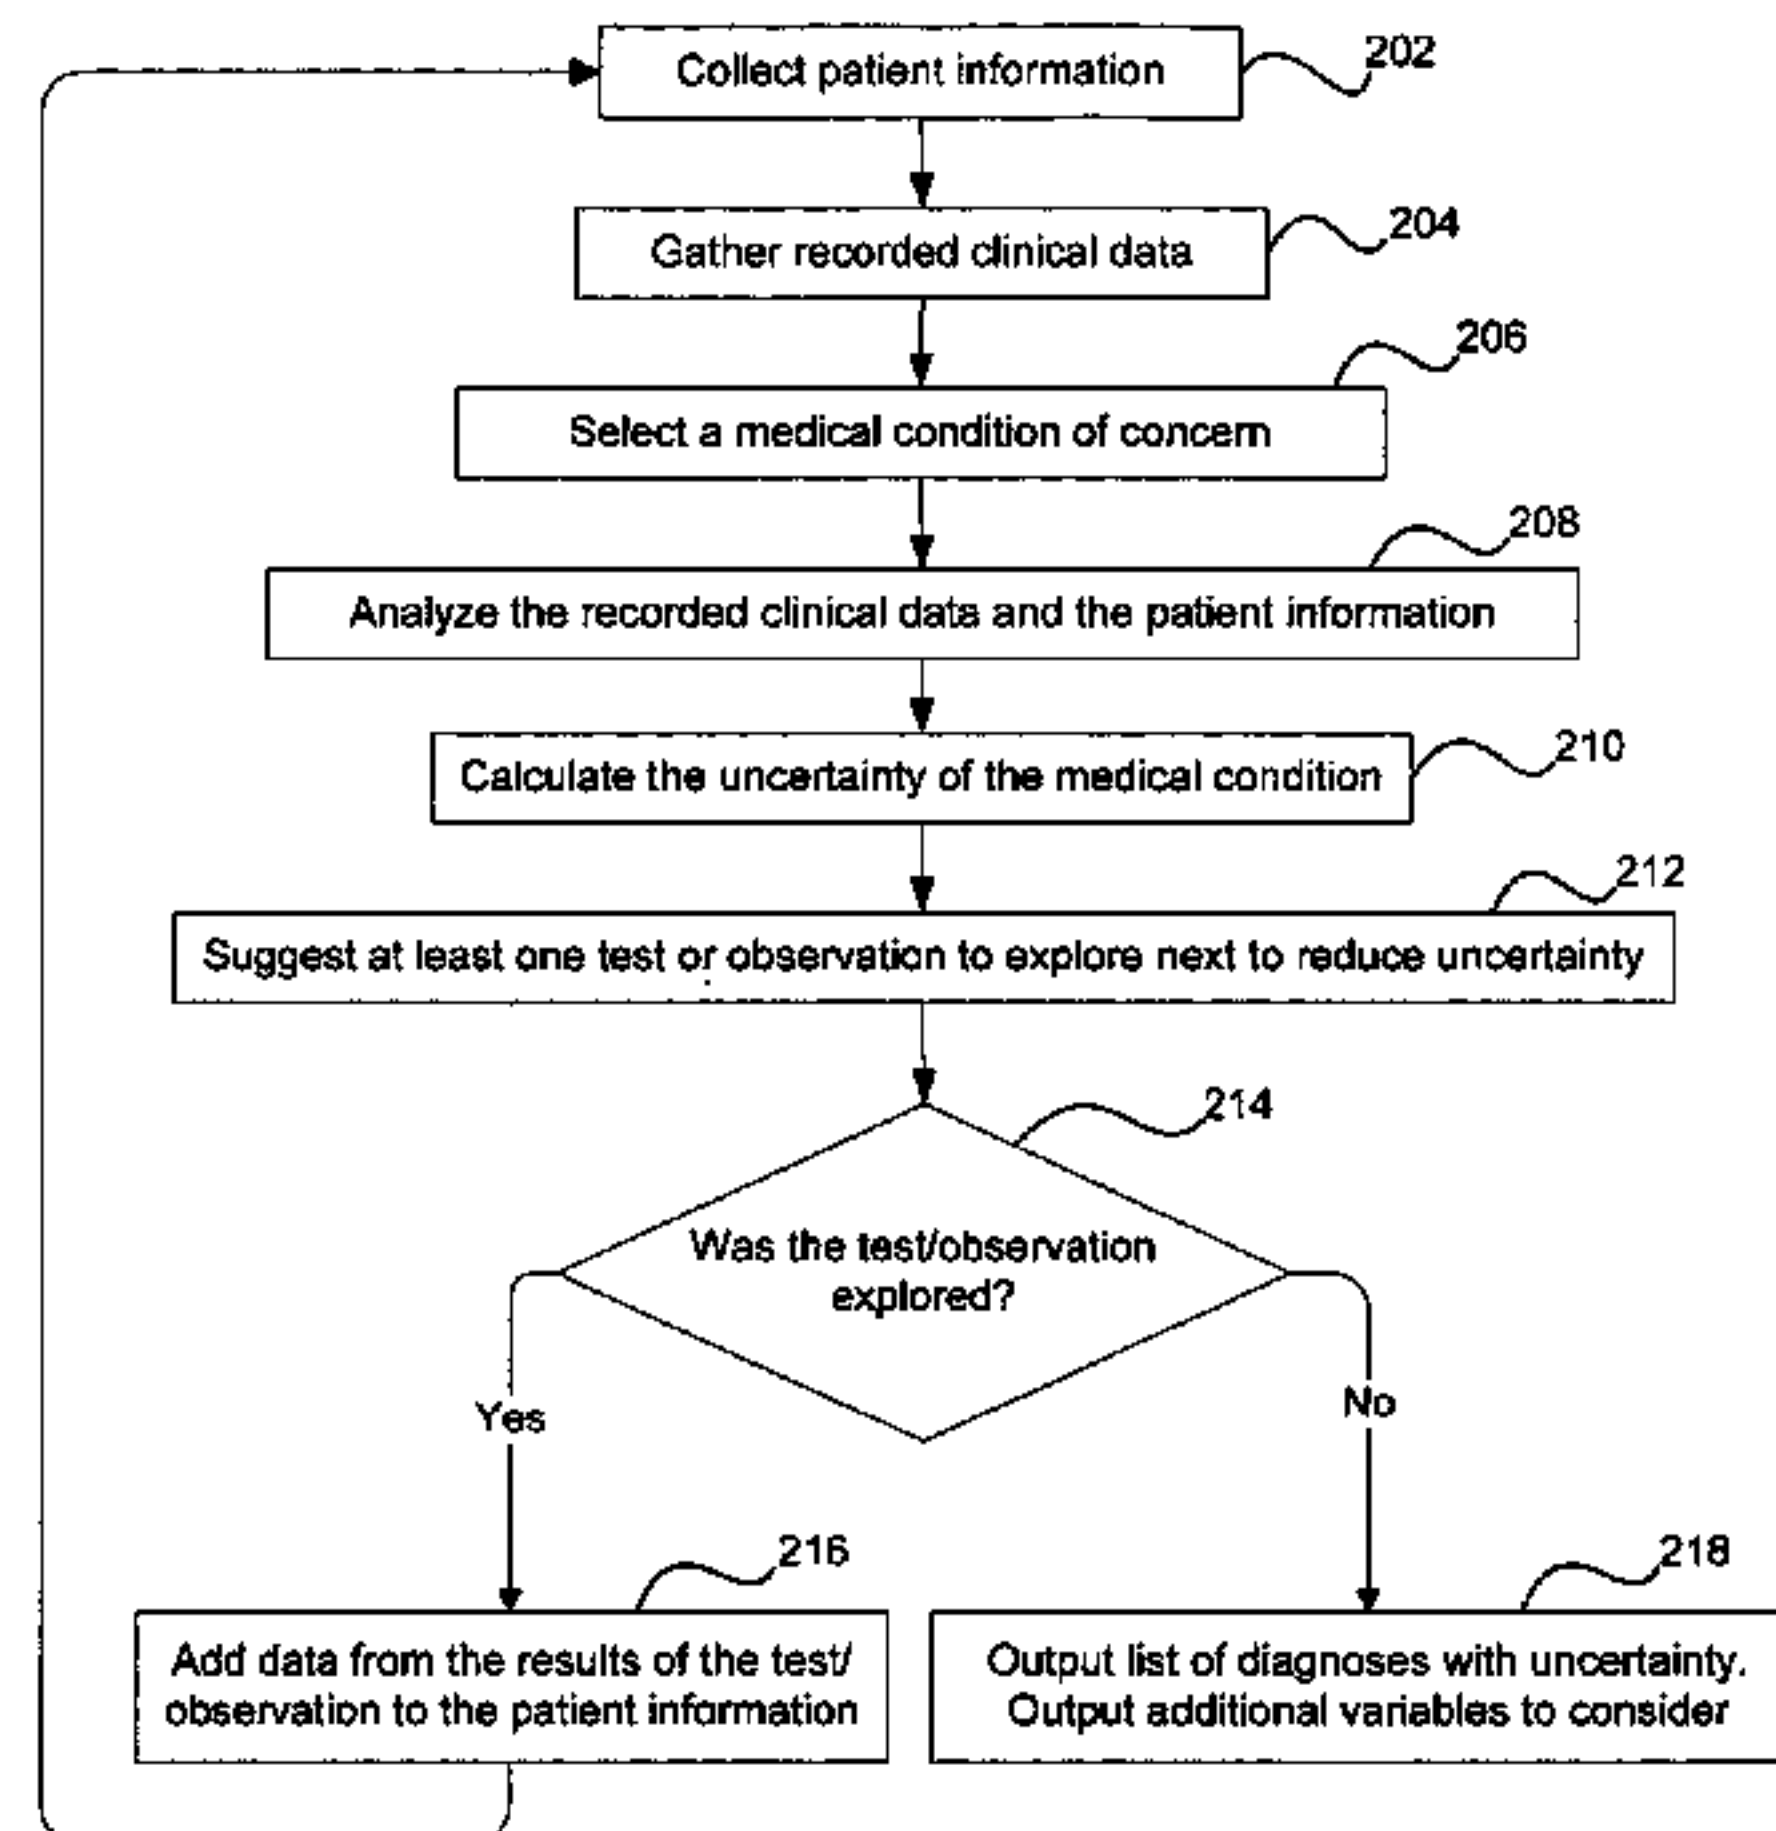 Collect patient information
202
Gather recorded clinical data
204
206
Select a medical condition of concern
208
Analyze the recorded clinical data and the patient information
210
Calculate the uncertainty of the medical condition
212
Suggest at least one test or observation to explore next to reduce uncertainty
214
Was the test/observation
explored?
Yes
No
216
218
Add data from the results of the test/
observation to the patient information
Output list of diagnoses with uncertainty.
Output additional variables to consider